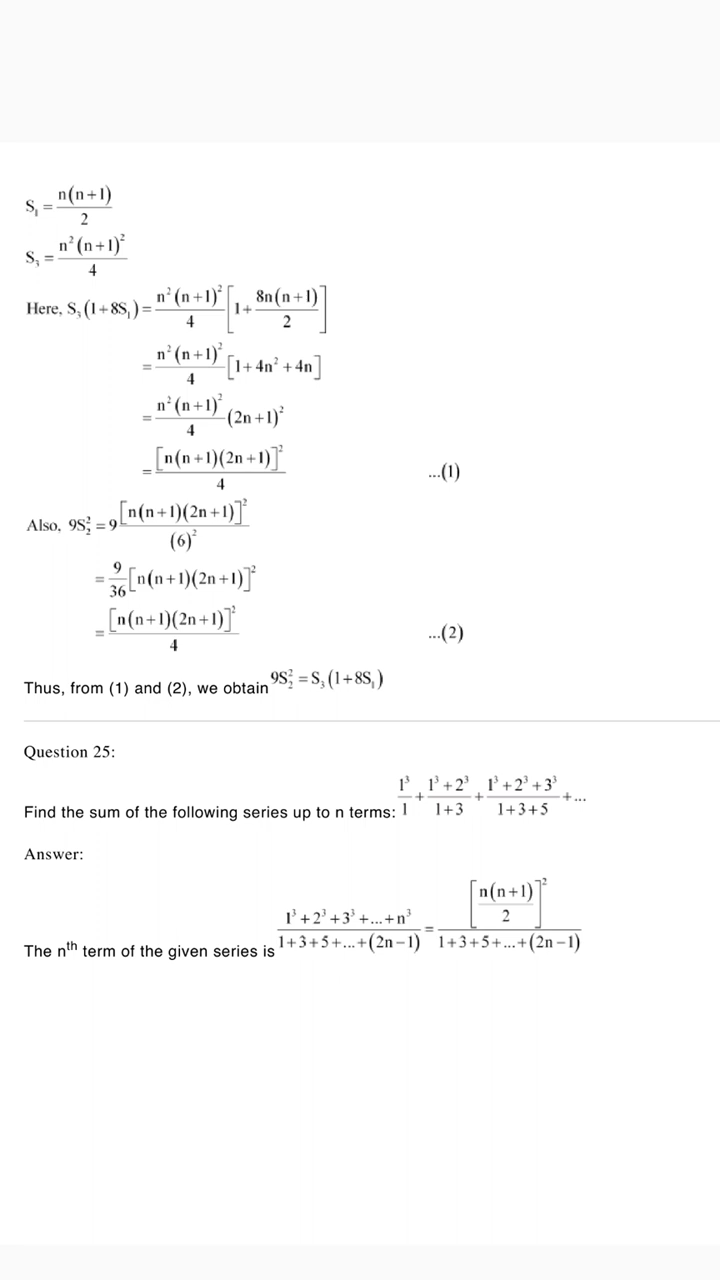 S₁ = n(n+1)/2
S₃ = n²(n+1)²/4
Here, S₃(1+8S₁) = n²(n+1)²/4 [1 + 8n(n+1)/2]
= n²(n+1)²/4 [1+4n²+4n]
= n²(n+1)²/4 (2n+1)²
= [n(n+1)(2n+1)]²/4 ...(1)
Also, 9S₂² = 9 [n(n+1)(2n+1)]²/(6)²
= 9/36 [n(n+1)(2n+1)]²
= [n(n+1)(2n+1)]²/4 ...(2)
Thus, from (1) and (2), we obtain 9S₂² = S₃(1+8S₁)
Question 25:
Find the sum of the following series up to n terms: 1³/1 + (1³+2³)/(1+3) + (1³+2³+3³)/(1+3+5) + ...
Answer:
The nᵗʰ term of the given series is (1³+2³+3³+...+n³)/(1+3+5+...+(2n−1)) = [n(n+1)/2]²/(1+3+5+...+(2n−1))